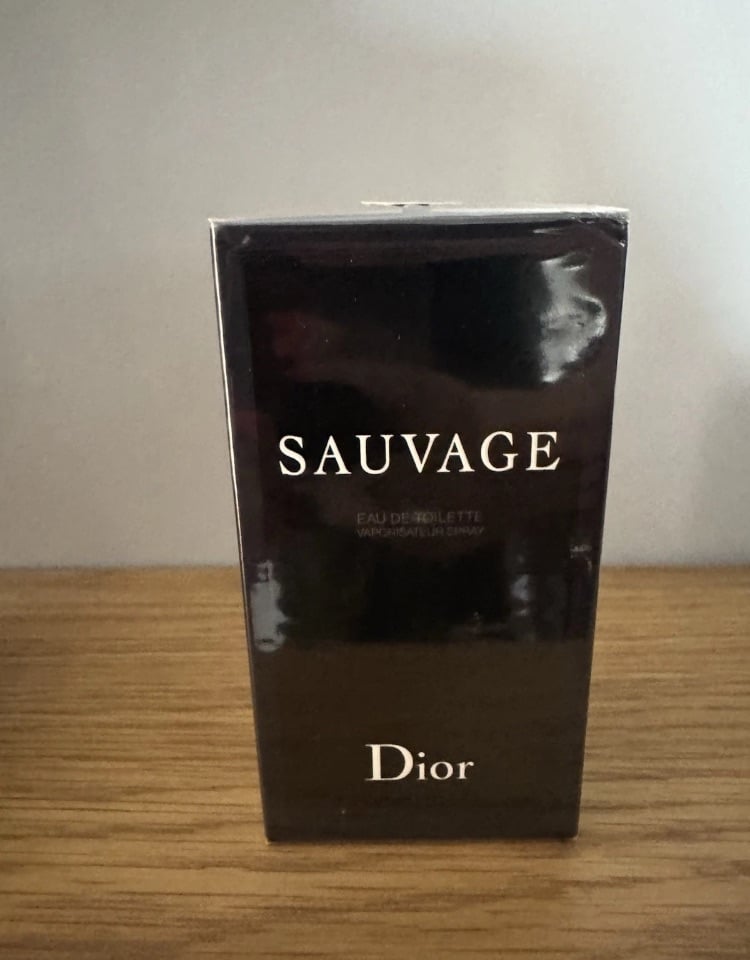 SAUVAGE
EAU DE TOILETTE
VAPORISATEUR SPRAY
Dior